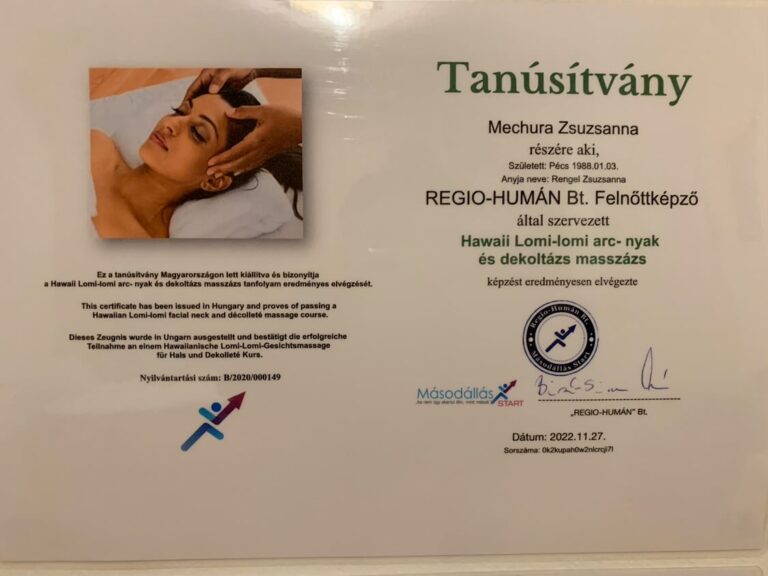 Ez a tanúsítvány Magyarországon lett kiállítva és bizonyítja
a Hawaii Lomi-lomi arc- nyak és dekoltázs masszázs tanfolyam eredményes elvégzését.
This certificate has been issued in Hungary and proves of passing a
Hawaiian Lomi-lomi facial neck and décolleté massage course.
Dieses Zeugnis wurde in Ungarn ausgestellt und bestätigt die erfolgreiche
Teilnahme an einem Hawaiianische Lomi-Lomi-Gesichtsmassage
für Hals und Dekolleté Kurs.
Nyilvántartási szám: B/2020/000149
Tanúsítvány
Mechura Zsuzsanna
részére aki,
Született: Pécs 1988.01.03.
Anyja neve: Rengel Zsuzsanna
REGIO-HUMÁN Bt. Felnőttképző
által szervezett
Hawaii Lomi-lomi arc- nyak
és dekoltázs masszázs
képzést eredményesen elvégezte
Regio-Humán Bt.
Másodállás Start
Másodállás
START
„REGIO-HUMÁN" Bt.
Dátum: 2022.11.27.
Sorszáma: 0k2kupah0w2nlcrcji7l